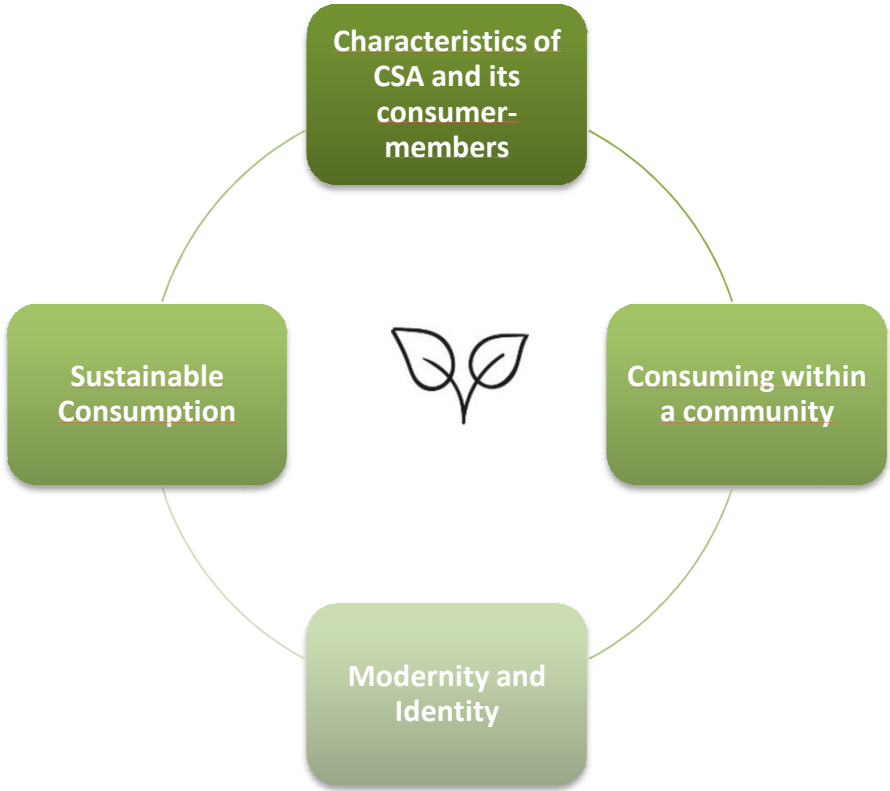 Characteristics of
CSA and its
consumer-
members
Sustainable
Consumption
Consuming within
a community
Modernity and
Identity